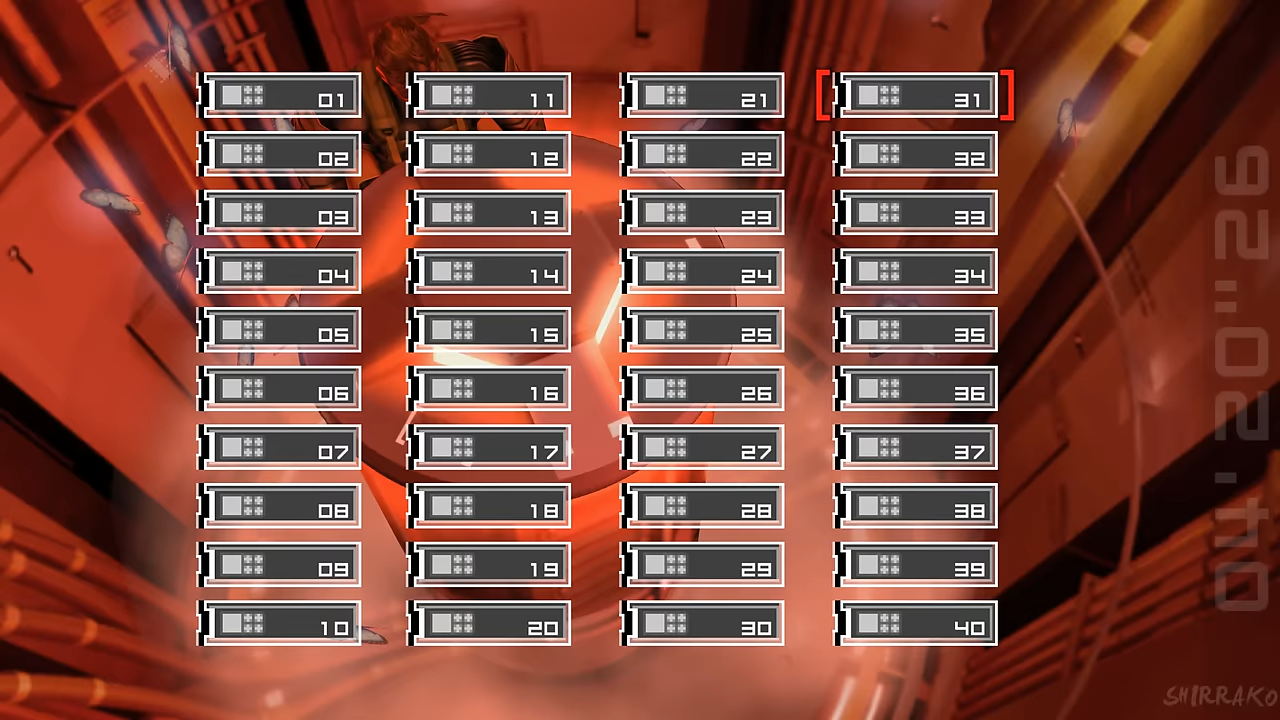 01 11 21 31
02 12 22 32
03 13 23 33
04 14 24 34
05 15 25 35
06 16 26 36
07 17 27 37
08 18 28 38
09 19 29 39
10 20 30 40
04'20"29
SHIRRAKO